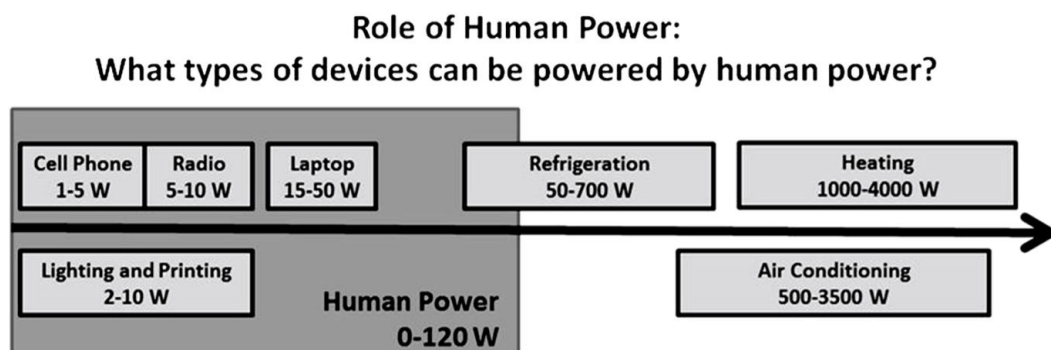 Role of Human Power:
What types of devices can be powered by human power?
Cell Phone
1-5 W
Radio
5-10 W
Laptop
15-50 W
Refrigeration
50-700 W
Heating
1000-4000 W
Lighting and Printing
2-10 W
Human Power
0-120 W
Air Conditioning
500-3500 W